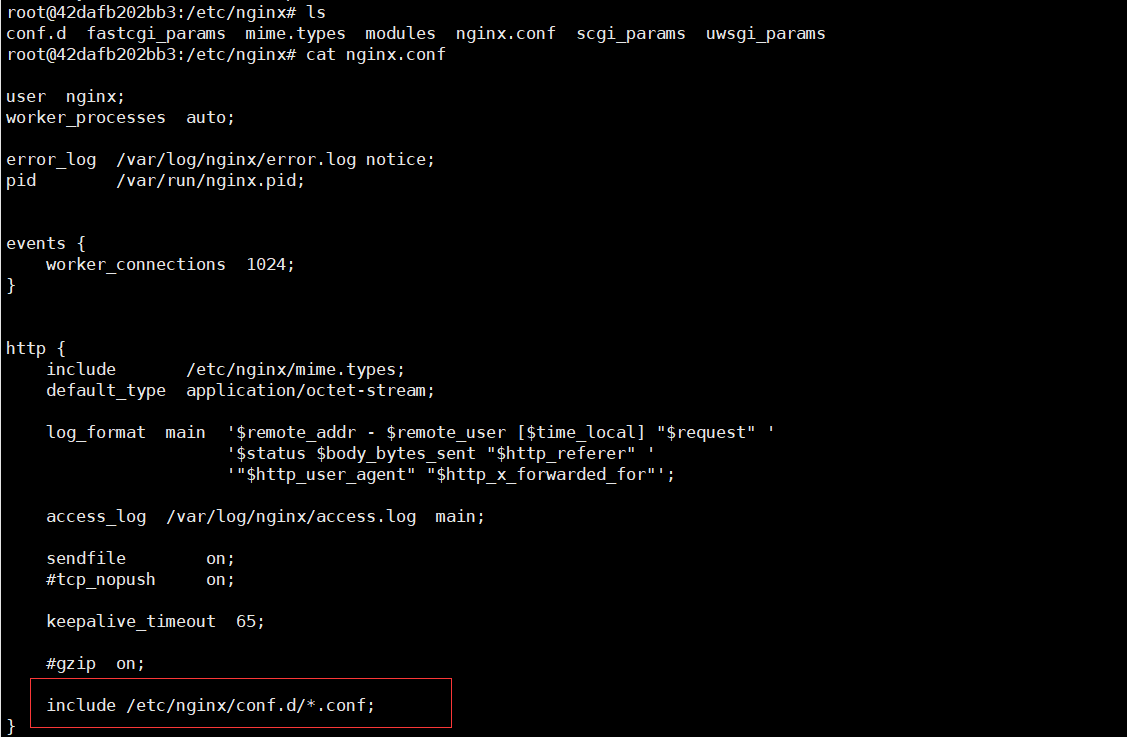 root@42dafb202bb3:/etc/nginx# ls
conf.d  fastcgi_params  mime.types  modules  nginx.conf  scgi_params  uwsgi_params
root@42dafb202bb3:/etc/nginx# cat nginx.conf

user  nginx;
worker_processes  auto;

error_log  /var/log/nginx/error.log notice;
pid        /var/run/nginx.pid;


events {
    worker_connections  1024;
}


http {
    include       /etc/nginx/mime.types;
    default_type  application/octet-stream;

    log_format  main  '$remote_addr - $remote_user [$time_local] "$request" '
                      '$status $body_bytes_sent "$http_referer" '
                      '"$http_user_agent" "$http_x_forwarded_for"';

    access_log  /var/log/nginx/access.log  main;

    sendfile        on;
    #tcp_nopush     on;

    keepalive_timeout  65;

    #gzip  on;

    include /etc/nginx/conf.d/*.conf;
}